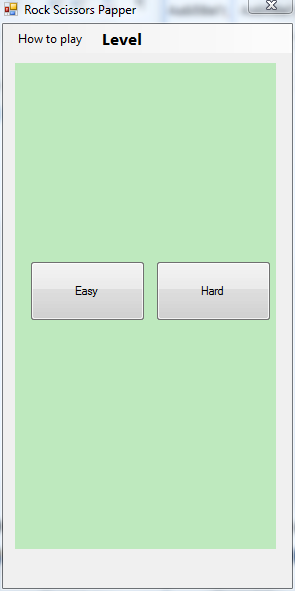 Rock Scissors Papper
How to play Level
Easy Hard